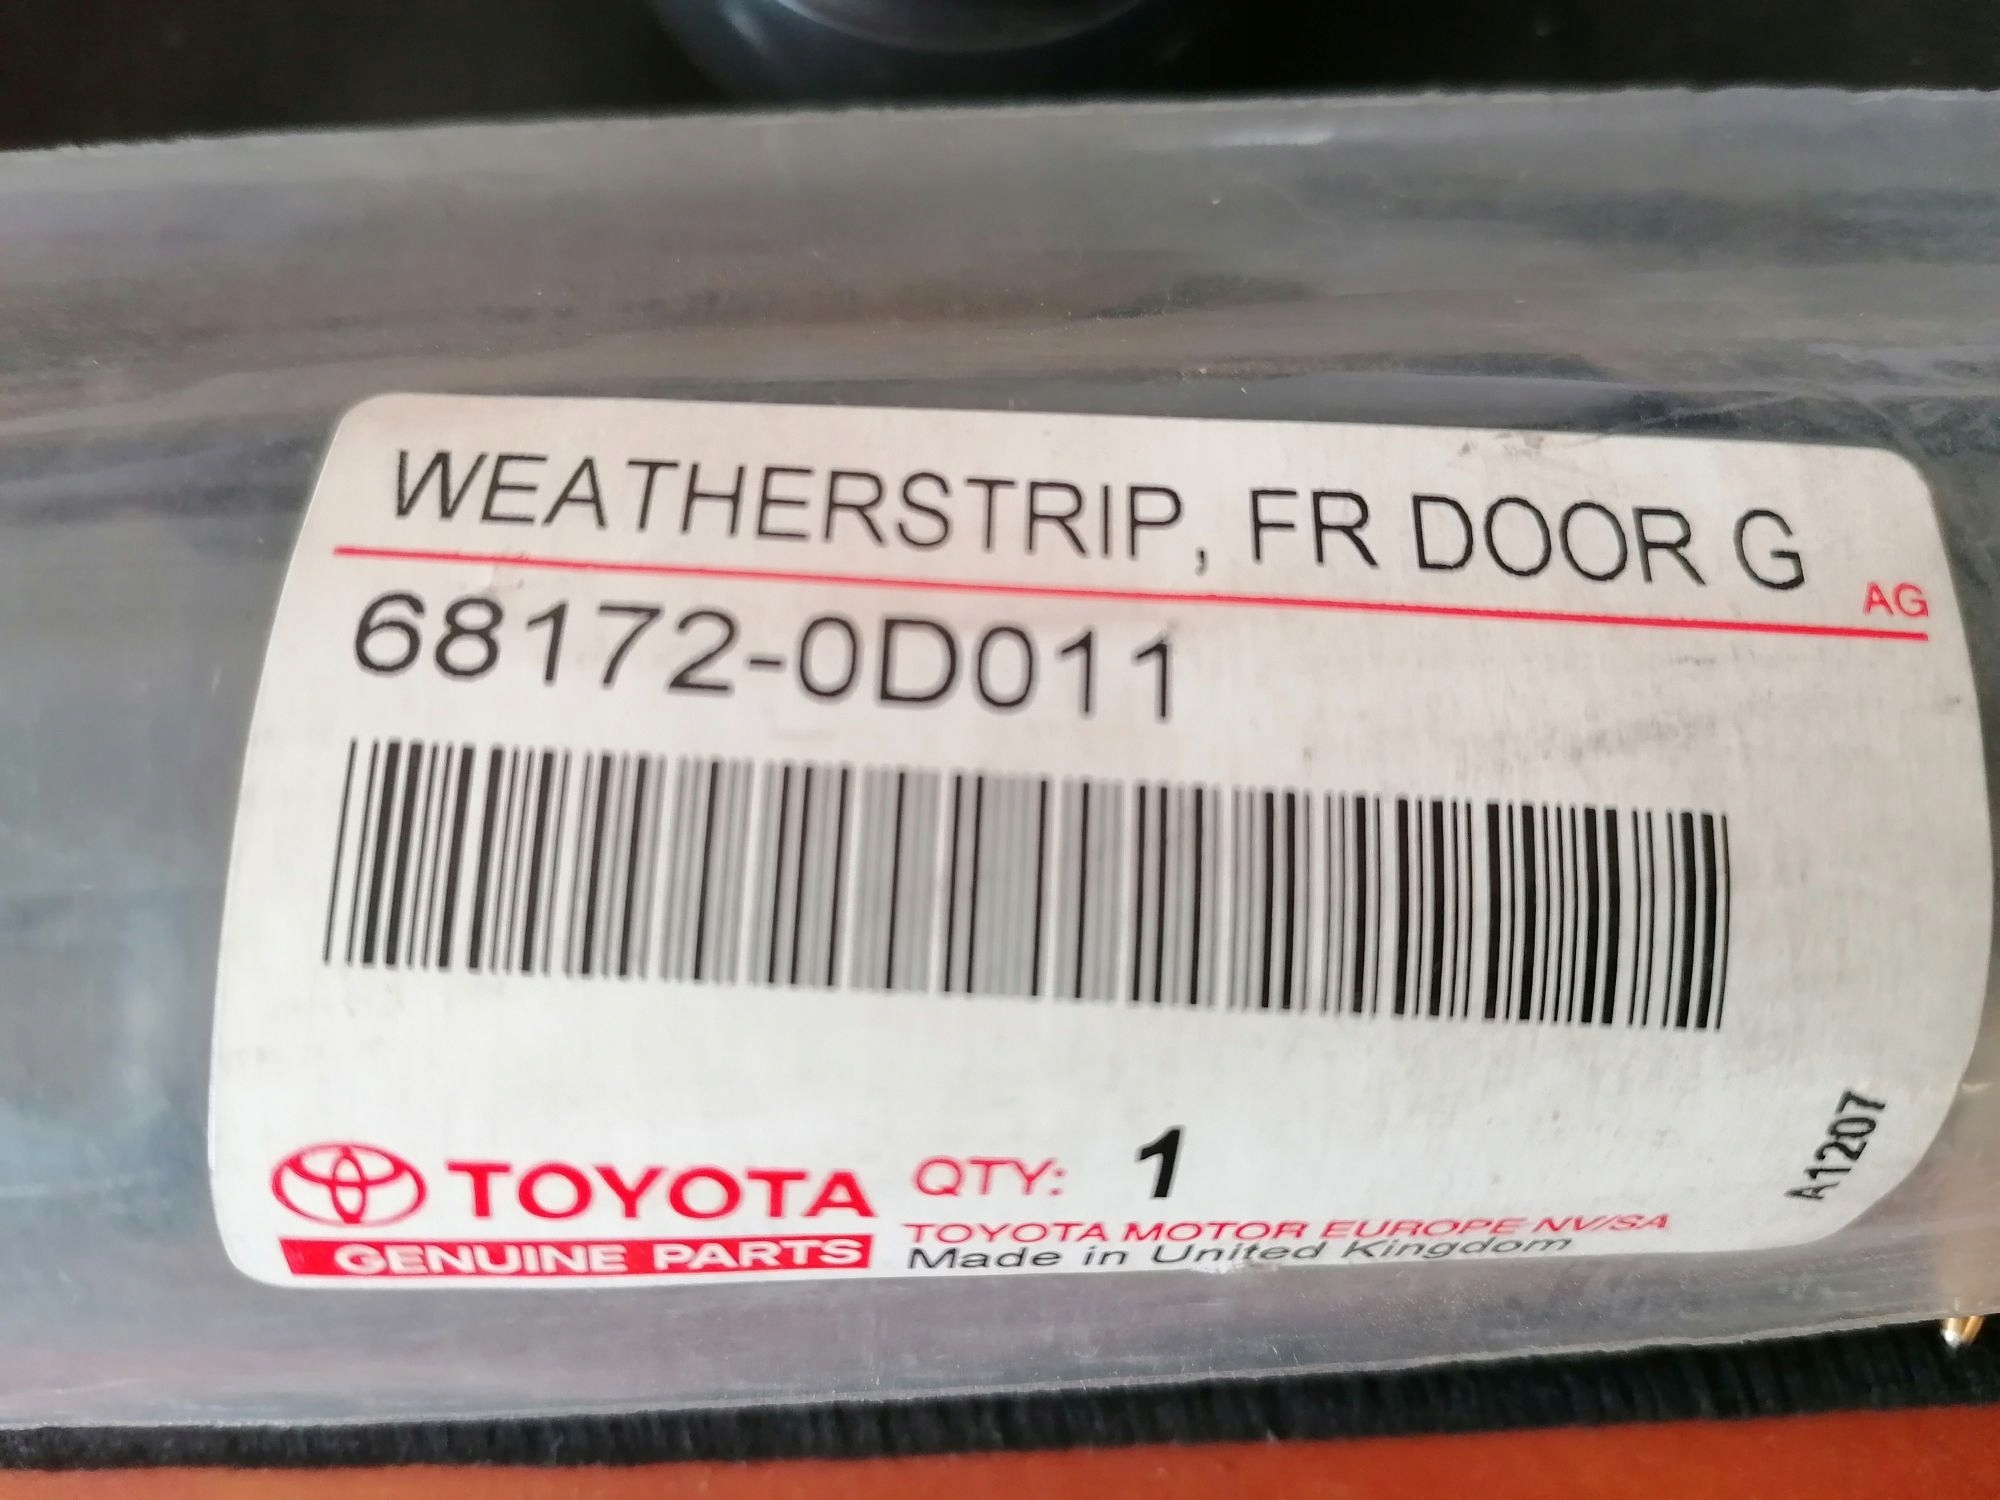 WEATHERSTRIP, FR DOOR G
AG
68172-0D011
TOYOTA
GENUINE PARTS
QTY: 1
TOYOTA MOTOR EUROPE NV/SA
Made in United Kingdom
A1207